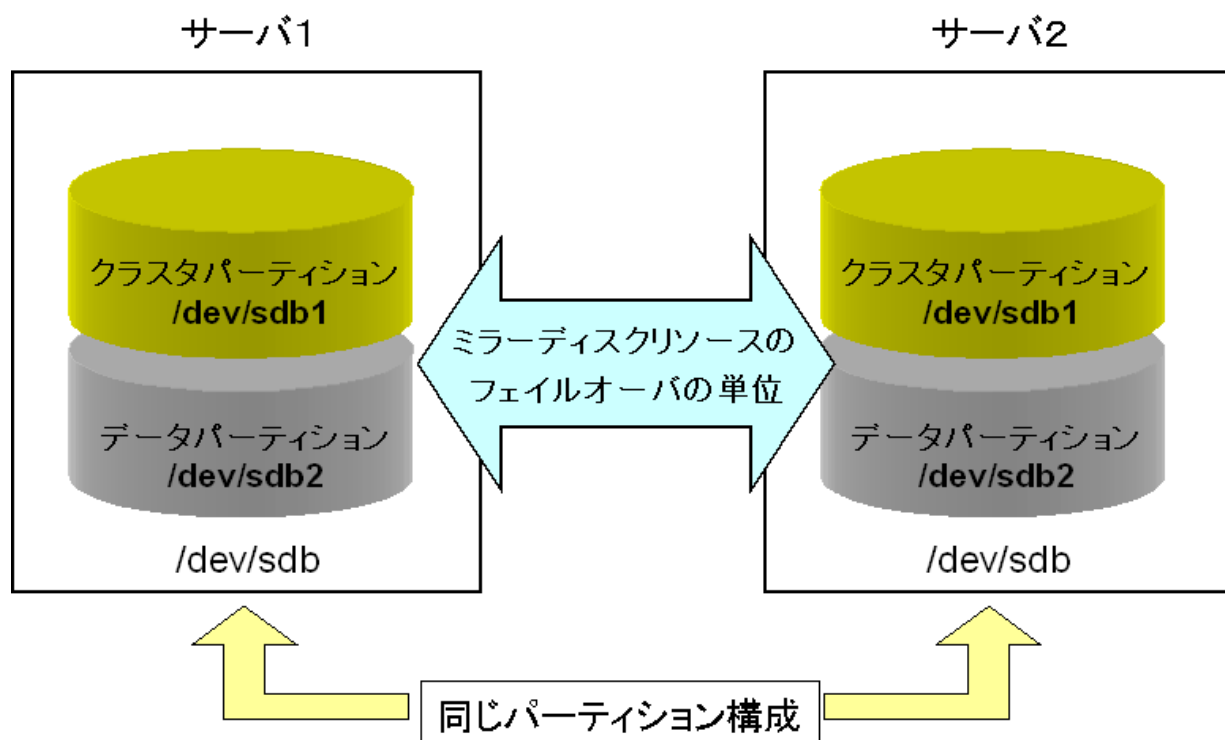 サーバ1
サーバ2
クラスタパーティション
/dev/sdb1
データパーティション
/dev/sdb2
/dev/sdb
ミラーディスクリソースの
フェイルオーバの単位
クラスタパーティション
/dev/sdb1
データパーティション
/dev/sdb2
/dev/sdb
同じパーティション構成